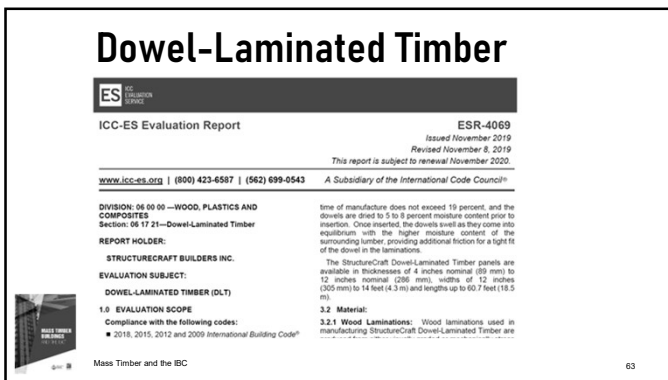 Dowel-Laminated Timber
ES ICC EVALUATION SERVICE
ICC-ES Evaluation Report
ESR-4069
Issued November 2019
Revised November 8, 2019
This report is subject to renewal November 2020.
www.icc-es.org | (800) 423-6587 | (562) 699-0543
A Subsidiary of the International Code Council®
DIVISION: 06 00 00 —WOOD, PLASTICS AND
COMPOSITES
Section: 06 17 21—Dowel-Laminated Timber
REPORT HOLDER:
STRUCTURECRAFT BUILDERS INC.
EVALUATION SUBJECT:
DOWEL-LAMINATED TIMBER (DLT)
1.0 EVALUATION SCOPE
Compliance with the following codes:
■ 2018, 2015, 2012 and 2009 International Building Code®
time of manufacture does not exceed 19 percent, and the
dowels are dried to 5 to 8 percent moisture content prior to
insertion. Once inserted, the dowels swell as they come into
equilibrium with the higher moisture content of the
surrounding lumber, providing additional friction for a tight fit
of the dowel in the laminations.
The StructureCraft Dowel-Laminated Timber panels are
available in thicknesses of 4 inches nominal (89 mm) to
12 inches nominal (286 mm), widths of 12 inches
(305 mm) to 14 feet (4.3 m) and lengths up to 60.7 feet (18.5
m).
3.2 Material:
3.2.1 Wood Laminations: Wood laminations used in
manufacturing StructureCraft Dowel-Laminated Timber are
MASS TIMBER
BUILDINGS
Mass Timber and the IBC
63